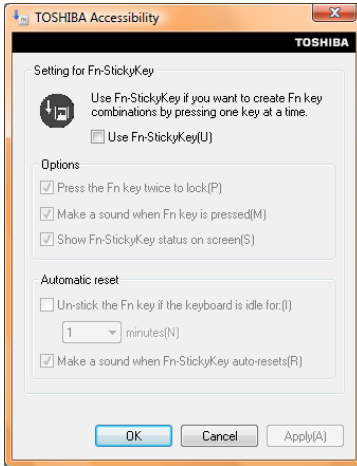 TOSHIBA Accessibility
TOSHIBA
Setting for Fn-StickyKey
Use Fn-StickyKey if you want to create Fn key
combinations by pressing one key at a time.
Use Fn-StickyKey(U)
Options
Press the Fn key twice to lock(P)
Make a sound when Fn key is pressed(M)
Show Fn-StickyKey status on screen(S)
Automatic reset
Un-stick the Fn key if the keyboard is idle for:(I)
1 minutes(N)
Make a sound when Fn-StickyKey auto-resets(R)
OK Cancel Apply(A)